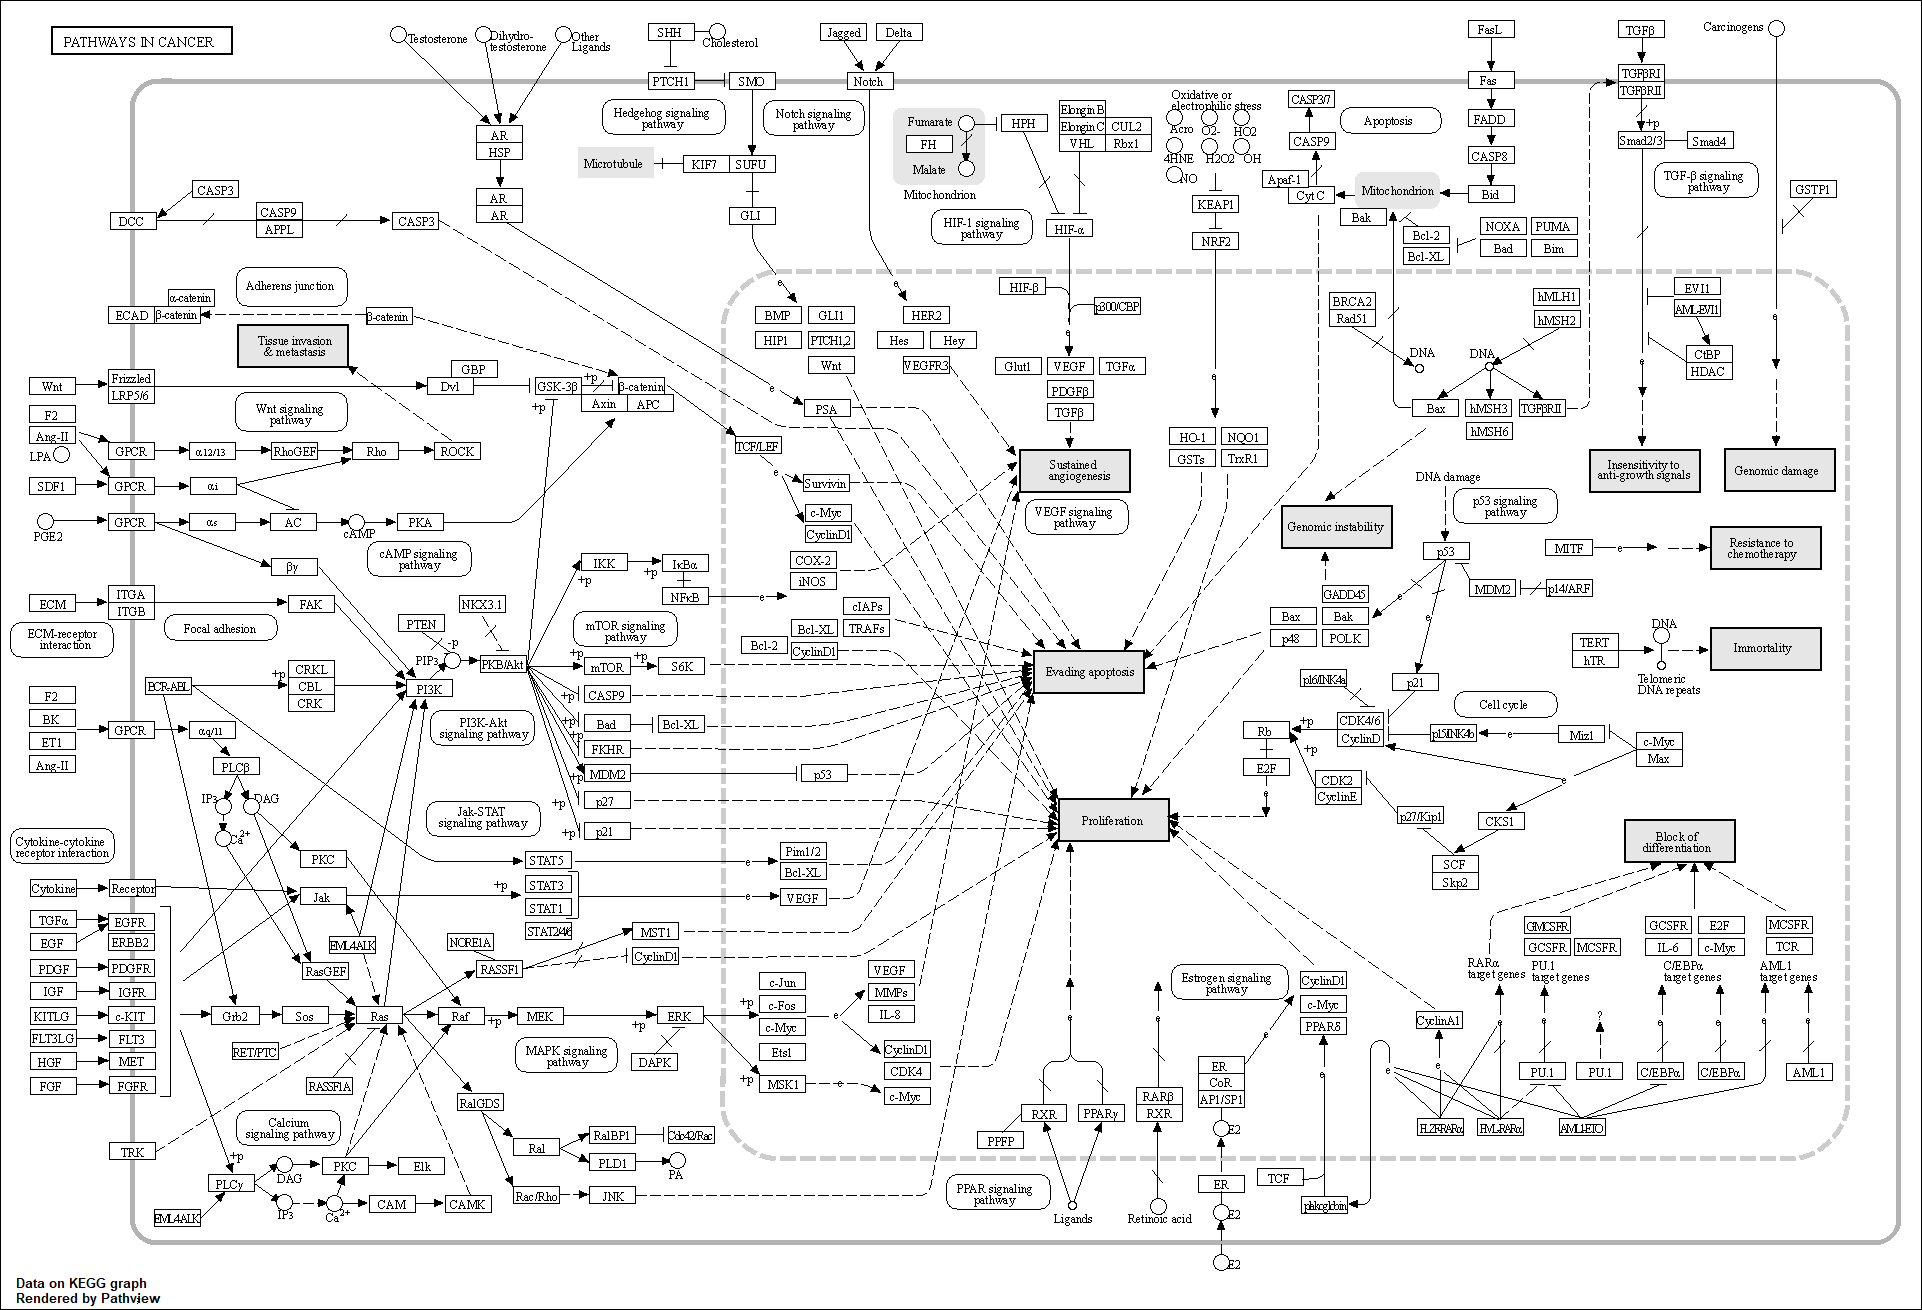 PATHWAYS IN CANCER
Testosterone
Dihydro-
testosterone
Other
Ligands
SHH
Cholesterol
Jagged
Delta
FasL
TGFβ
Carcinogens
PTCH1
SMO
Notch
Fas
TGFβRI
TGFβRII
Hedgehog signaling
pathway
Notch signaling
pathway
Fumarate
FH
Malate
Mitochondrion
HPH
Elongin B
Elongin C
CUL2
VHL
Rbx1
Oxidative or
electrophilic stress
Acro
O2-
HO2
4HNE
H2O2
OH
NO
CASP3/7
CASP9
Apoptosis
FADD
CASP8
Bid
+p
Smad2/3
Smad4
AR
HSP
Microtubule
KIF7
SUFU
Apaf-1
CytC
Mitochondrion
TGF-β signaling
pathway
GSTP1
CASP3
AR
AR
GLI
HIF-1 signaling
pathway
HIF-α
KEAP1
NRF2
Bak
Bcl-2
Bcl-XL
NOXA
PUMA
Bad
Bim
DCC
CASP9
APPL
CASP3
Adherens junction
α-catenin
ECAD
β-catenin
β-catenin
e
e
HIF-β
p300/CBP
BRCA2
Rad51
hMLH1
hMSH2
EVI1
AML-EVI1
BMP
GLI1
HER2
HIP1
PTCH1,2
Hes
Hey
Wnt
VEGFR3
e
e
e
e
Glut1
VEGF
TGFα
PDGFβ
TGFβ
DNA
DNA
CtBP
HDAC
Tissue invasion
& metastasis
Wnt
Frizzled
LRP5/6
Dvl
GBP
GSK-3β
+p
+p
β-catenin
Axin
APC
e
PSA
Bax
hMSH3
TGFβRII
hMSH6
F2
Ang-II
LPA
Wnt signaling
pathway
GPCR
α12/13
RhoGEF
Rho
ROCK
TCF/LEF
e
HO-1
NQO1
GSTs
TrxR1
Sustained
angiogenesis
Insensitivity to
anti-growth signals
Genomic damage
SDF1
GPCR
αi
Survivin
c-Myc
CyclinD1
VEGF signaling
pathway
DNA damage
p53 signaling
pathway
Genomic instability
PGE2
GPCR
αs
AC
cAMP
PKA
cAMP signaling
pathway
βγ
IKK
+p
+p
IκBα
NFκB
e
COX-2
iNOS
p53
MITF
e
Resistance to
chemotherapy
MDM2
p14/ARF
e
e
GADD45
Bax
Bak
p48
POLK
ECM
ITGA
ITGB
FAK
Focal adhesion
ECM-receptor
interaction
NKX3.1
PTEN
-p
PIP3
PKB/Akt
mTOR signaling
pathway
+p
mTOR
+p
S6K
cIAPs
Bcl-XL
TRAFs
Bcl-2
CyclinD1
Evading apoptosis
TERT
hTR
DNA
Telomeric
DNA repeats
Immortality
BCR-ABL
+p
CRKL
CBL
CRK
PI3K
PI3K-Akt
signaling pathway
+p
CASP9
+p
Bad
Bcl-XL
+p
FKHR
+p
MDM2
p53
+p
p27
+p
p21
p16/INK4a
p21
Cell cycle
Rb
+p
CDK4/6
CyclinD
p15/INK4b
e
Miz1
c-Myc
Max
E2F
e
+p
CDK2
CyclinE
e
p27/Kip1
CKS1
SCF
Skp2
F2
BK
ET1
Ang-II
GPCR
αq/11
PLCβ
IP3
DAG
Ca2+
PKC
Jak-STAT
signaling pathway
Proliferation
Block of
differentiation
Cytokine-cytokine
receptor interaction
Cytokine
Receptor
Jak
+p
STAT5
STAT3
STAT1
STAT2/4/6
e
e
Pim1/2
Bcl-XL
VEGF
TGFα
EGF
PDGF
IGF
KITLG
FLT3LG
HGF
FGF
EGFR
ERBB2
PDGFR
IGFR
c-KIT
FLT3
MET
FGFR
EML4ALK
RasGEF
NORE1A
RASSF1
MST1
CyclinD1
Grb2
Sos
Ras
Raf
+p
MEK
+p
ERK
DAPK
MAPK signaling
pathway
RET/PTC
RASSF1A
+p
c-Jun
c-Fos
c-Myc
Ets1
+p
MSK1
e
e
VEGF
MMPs
IL-8
CyclinD1
CDK4
c-Myc
Estrogen signaling
pathway
CyclinD1
c-Myc
PPARδ
GMCSFR
GCSFR
MCSFR
GCSFR
E2F
IL-6
c-Myc
MCSFR
TCR
RARα
target genes
PU.1
target genes
C/EBPα
target genes
AML1
target genes
CyclinA1
?
e
e
e
e
e
e
e
e
e
e
e
e
PU.1
PU.1
C/EBPα
C/EBPα
AML1
ER
CoR
AP1/SP1
E2
RXR
PPARγ
PPFP
RARβ
RXR
PLZF-RARα
PML-RARα
AML1-ETO
RalGDS
Ral
RalBP1
Cdc42/Rac
PLD1
PA
Rac/Rho
JNK
Calcium
signaling pathway
TRK
+p
PLCγ
DAG
IP3
Ca2+
PKC
Elk
CAM
CAMK
EML4ALK
PPAR signaling
pathway
Ligands
Retinoic acid
ER
E2
E2
TCF
plakoglobin
Data on KEGG graph
Rendered by Pathview